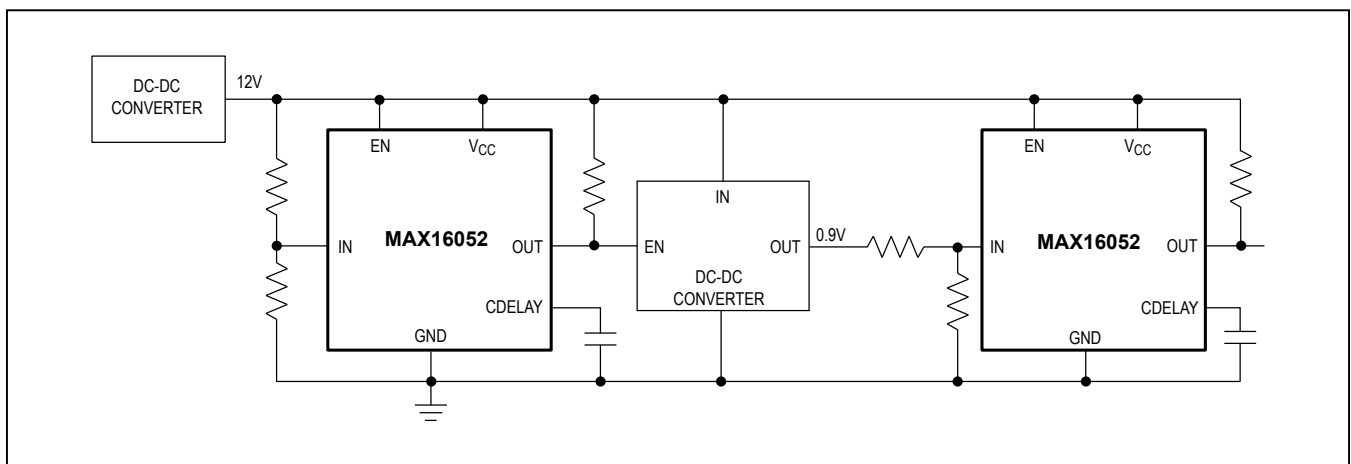 DC-DC
CONVERTER
12V
EN
VCC
IN
MAX16052
OUT
CDELAY
GND
IN
EN
OUT
DC-DC
CONVERTER
0.9V
EN
VCC
IN
MAX16052
OUT
CDELAY
GND